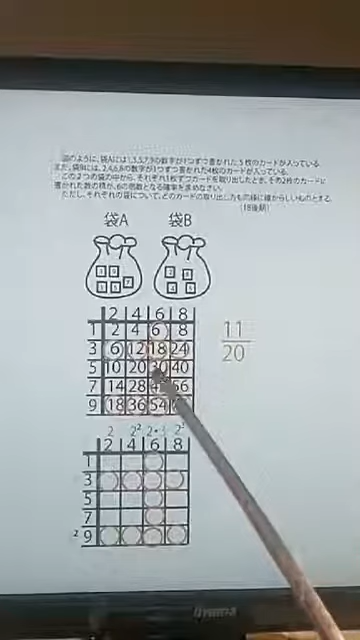 図のように、袋Aには1,3,5,7,9の数字が1つずつ書かれた5枚のカードが入っている。
また、袋Bには、2,4,6,8の数字が1つずつ書かれた4枚のカードが入っている。
この2つの袋の中から、それぞれ1枚ずつカードを取り出したとき、その2枚のカードに
書かれた数の積が、6の倍数となる確率を求めなさい。
ただし、それぞれの袋について、どのカードの取り出し方も同様に確からしいものとする。
(18後期)
袋A 袋B
2 4 6 8
1 2 4 6 8
3 6 12 18 24
5 10 20 30 40
7 14 28 56
9 18 36 54
11
20
2 2² 2・3 2³
2 4 6 8
1
3
5
7
² 9
iiyama